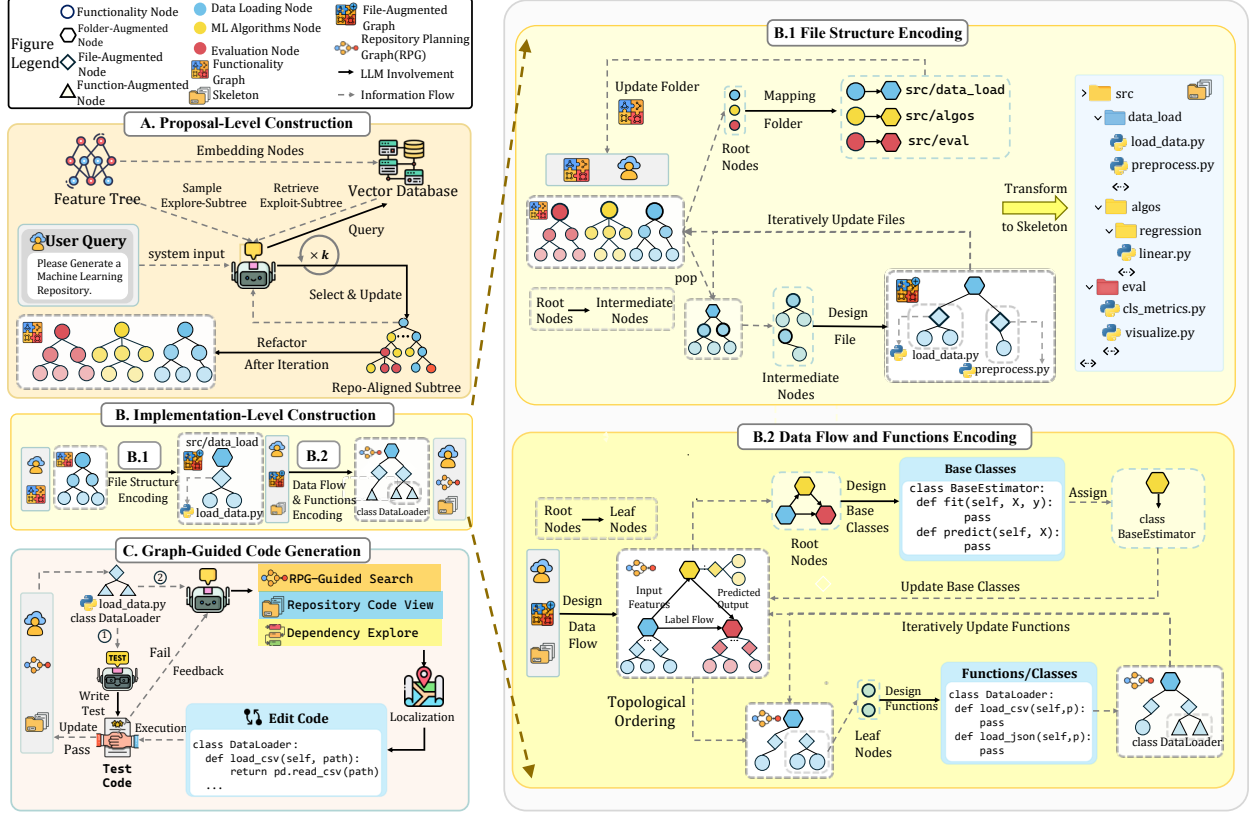 Figure
Legend
Functionality Node
Folder-Augmented
Node
File-Augmented
Node
Function-Augmented
Node
Data Loading Node
ML Algorithms Node
Evaluation Node
Functionality
Graph
Skeleton
File-Augmented
Graph
Repository Planning
Graph(RPG)
LLM Involvement
Information Flow
A. Proposal-Level Construction
Embedding Nodes
Feature Tree
Vector Database
Sample
Explore-Subtree
Retrieve
Exploit-Subtree
Query
User Query
Please Generate a
Machine Learning
Repository.
system input
× k
Select & Update
Refactor
After Iteration
Repo-Aligned Subtree
B. Implementation-Level Construction
B.1
File Structure
Encoding
src/data_load
load_data.py
B.2
Data Flow
& Functions
Encoding
class DataLoader
C. Graph-Guided Code Generation
load_data.py
class DataLoader
1
2
TEST
Write
Test
Fail
Feedback
Update
Pass
Execution
Test
Code
RPG-Guided Search
Repository Code View
Dependency Explore
Localization
Edit Code
class DataLoader:
def load_csv(self, path):
return pd.read_csv(path)
...
B.1 File Structure Encoding
Update Folder
Root
Nodes
Mapping
Folder
src/data_load
src/algos
src/eval
Iteratively Update Files
pop
Root
Nodes
Intermediate
Nodes
Intermediate
Nodes
Design
File
load_data.py
preprocess.py
Transform
to Skeleton
src
data_load
load_data.py
preprocess.py
algos
regression
linear.py
eval
cls_metrics.py
visualize.py
B.2 Data Flow and Functions Encoding
Root
Nodes
Leaf
Nodes
Design
Data
Flow
Input
Features
Predicted
Output
Label Flow
Root
Nodes
Design
Base
Classes
Base Classes
class BaseEstimator:
def fit(self, X, y):
pass
def predict(self, X):
pass
Assign
class
BaseEstimator
Update Base Classes
Iteratively Update Functions
Topological
Ordering
Leaf
Nodes
Design
Functions
Functions/Classes
class DataLoader:
def load_csv(self,p):
pass
def load_json(self,p):
pass
class DataLoader